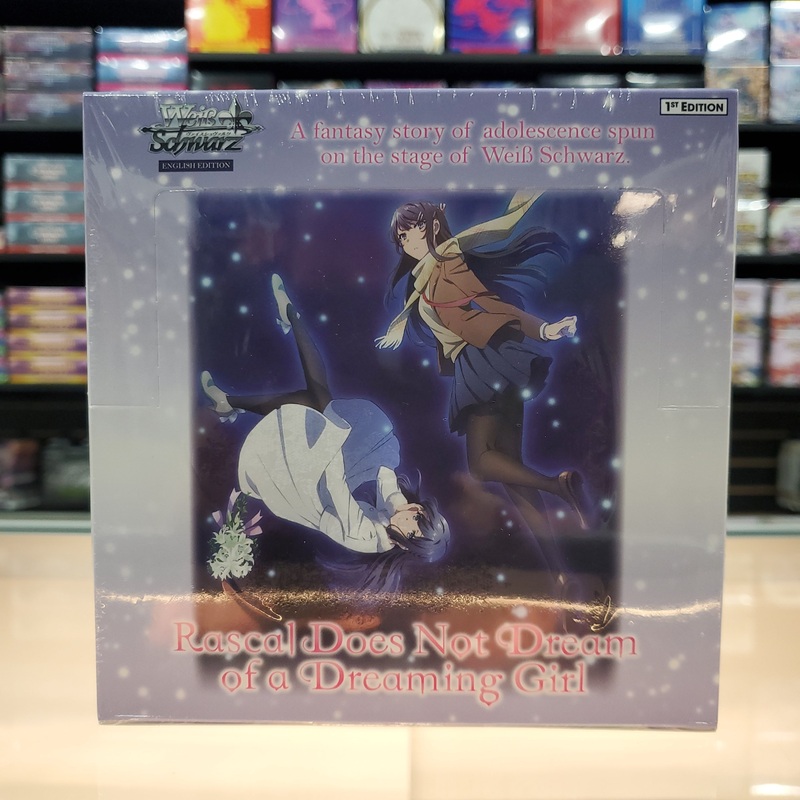 Weiß
Schwarz
ENGLISH EDITION
1ST EDITION
A fantasy story of adolescence spun
on the stage of Weiß Schwarz.
Rascal Does Not Dream
of a Dreaming Girl